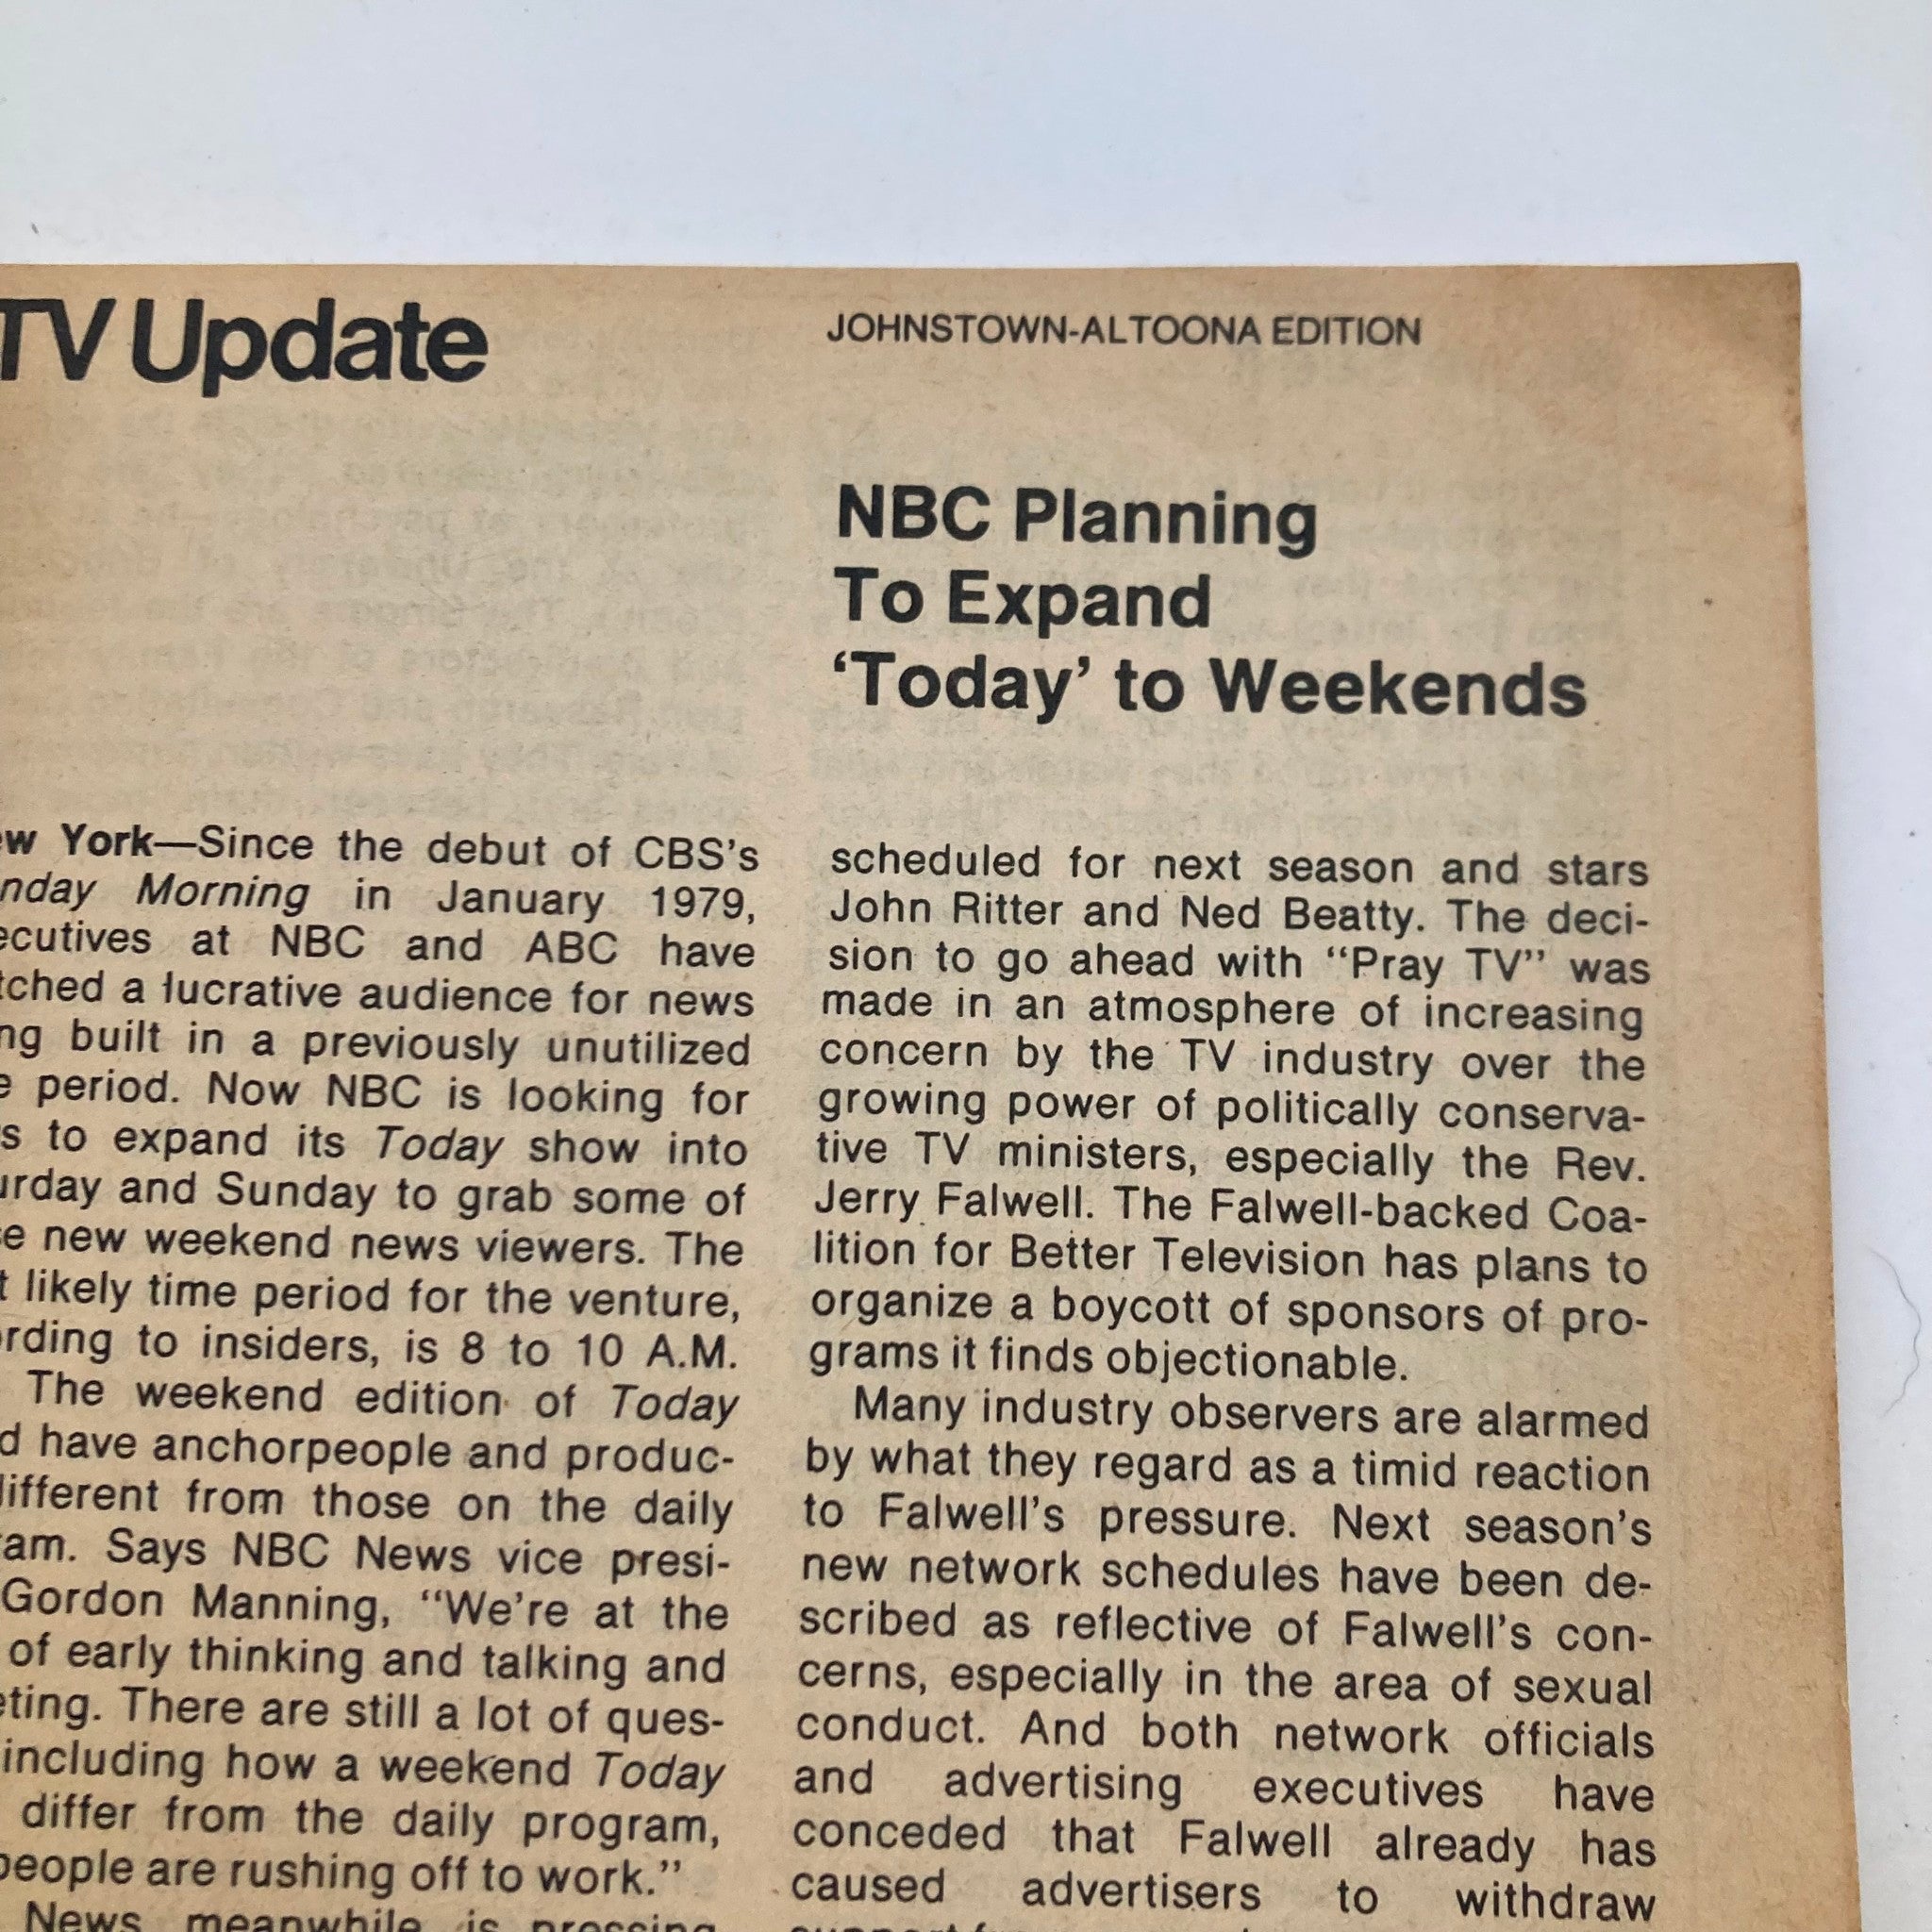 TV Update
JOHNSTOWN-ALTOONA EDITION
NBC Planning
To Expand
‘Today’ to Weekends
York—Since the debut of CBS’s
Morning in January 1979,
at NBC and ABC have
a lucrative audience for news
built in a previously unutilized
period. Now NBC is looking for
to expand its Today show into
and Sunday to grab some of
new weekend news viewers. The
likely time period for the venture,
to insiders, is 8 to 10 A.M.
The weekend edition of Today
have anchorpeople and produc-
different from those on the daily
Says NBC News vice presi-
Gordon Manning, “We’re at the
of early thinking and talking and
There are still a lot of ques-
including how a weekend Today
differ from the daily program,
people are rushing off to work.”
News meanwhile is pressing
scheduled for next season and stars
John Ritter and Ned Beatty. The deci-
sion to go ahead with “Pray TV” was
made in an atmosphere of increasing
concern by the TV industry over the
growing power of politically conserva-
tive TV ministers, especially the Rev.
Jerry Falwell. The Falwell-backed Coa-
lition for Better Television has plans to
organize a boycott of sponsors of pro-
grams it finds objectionable.
Many industry observers are alarmed
by what they regard as a timid reaction
to Falwell’s pressure. Next season’s
new network schedules have been de-
scribed as reflective of Falwell’s con-
cerns, especially in the area of sexual
conduct. And both network officials
and advertising executives have
conceded that Falwell already has
caused advertisers to withdraw